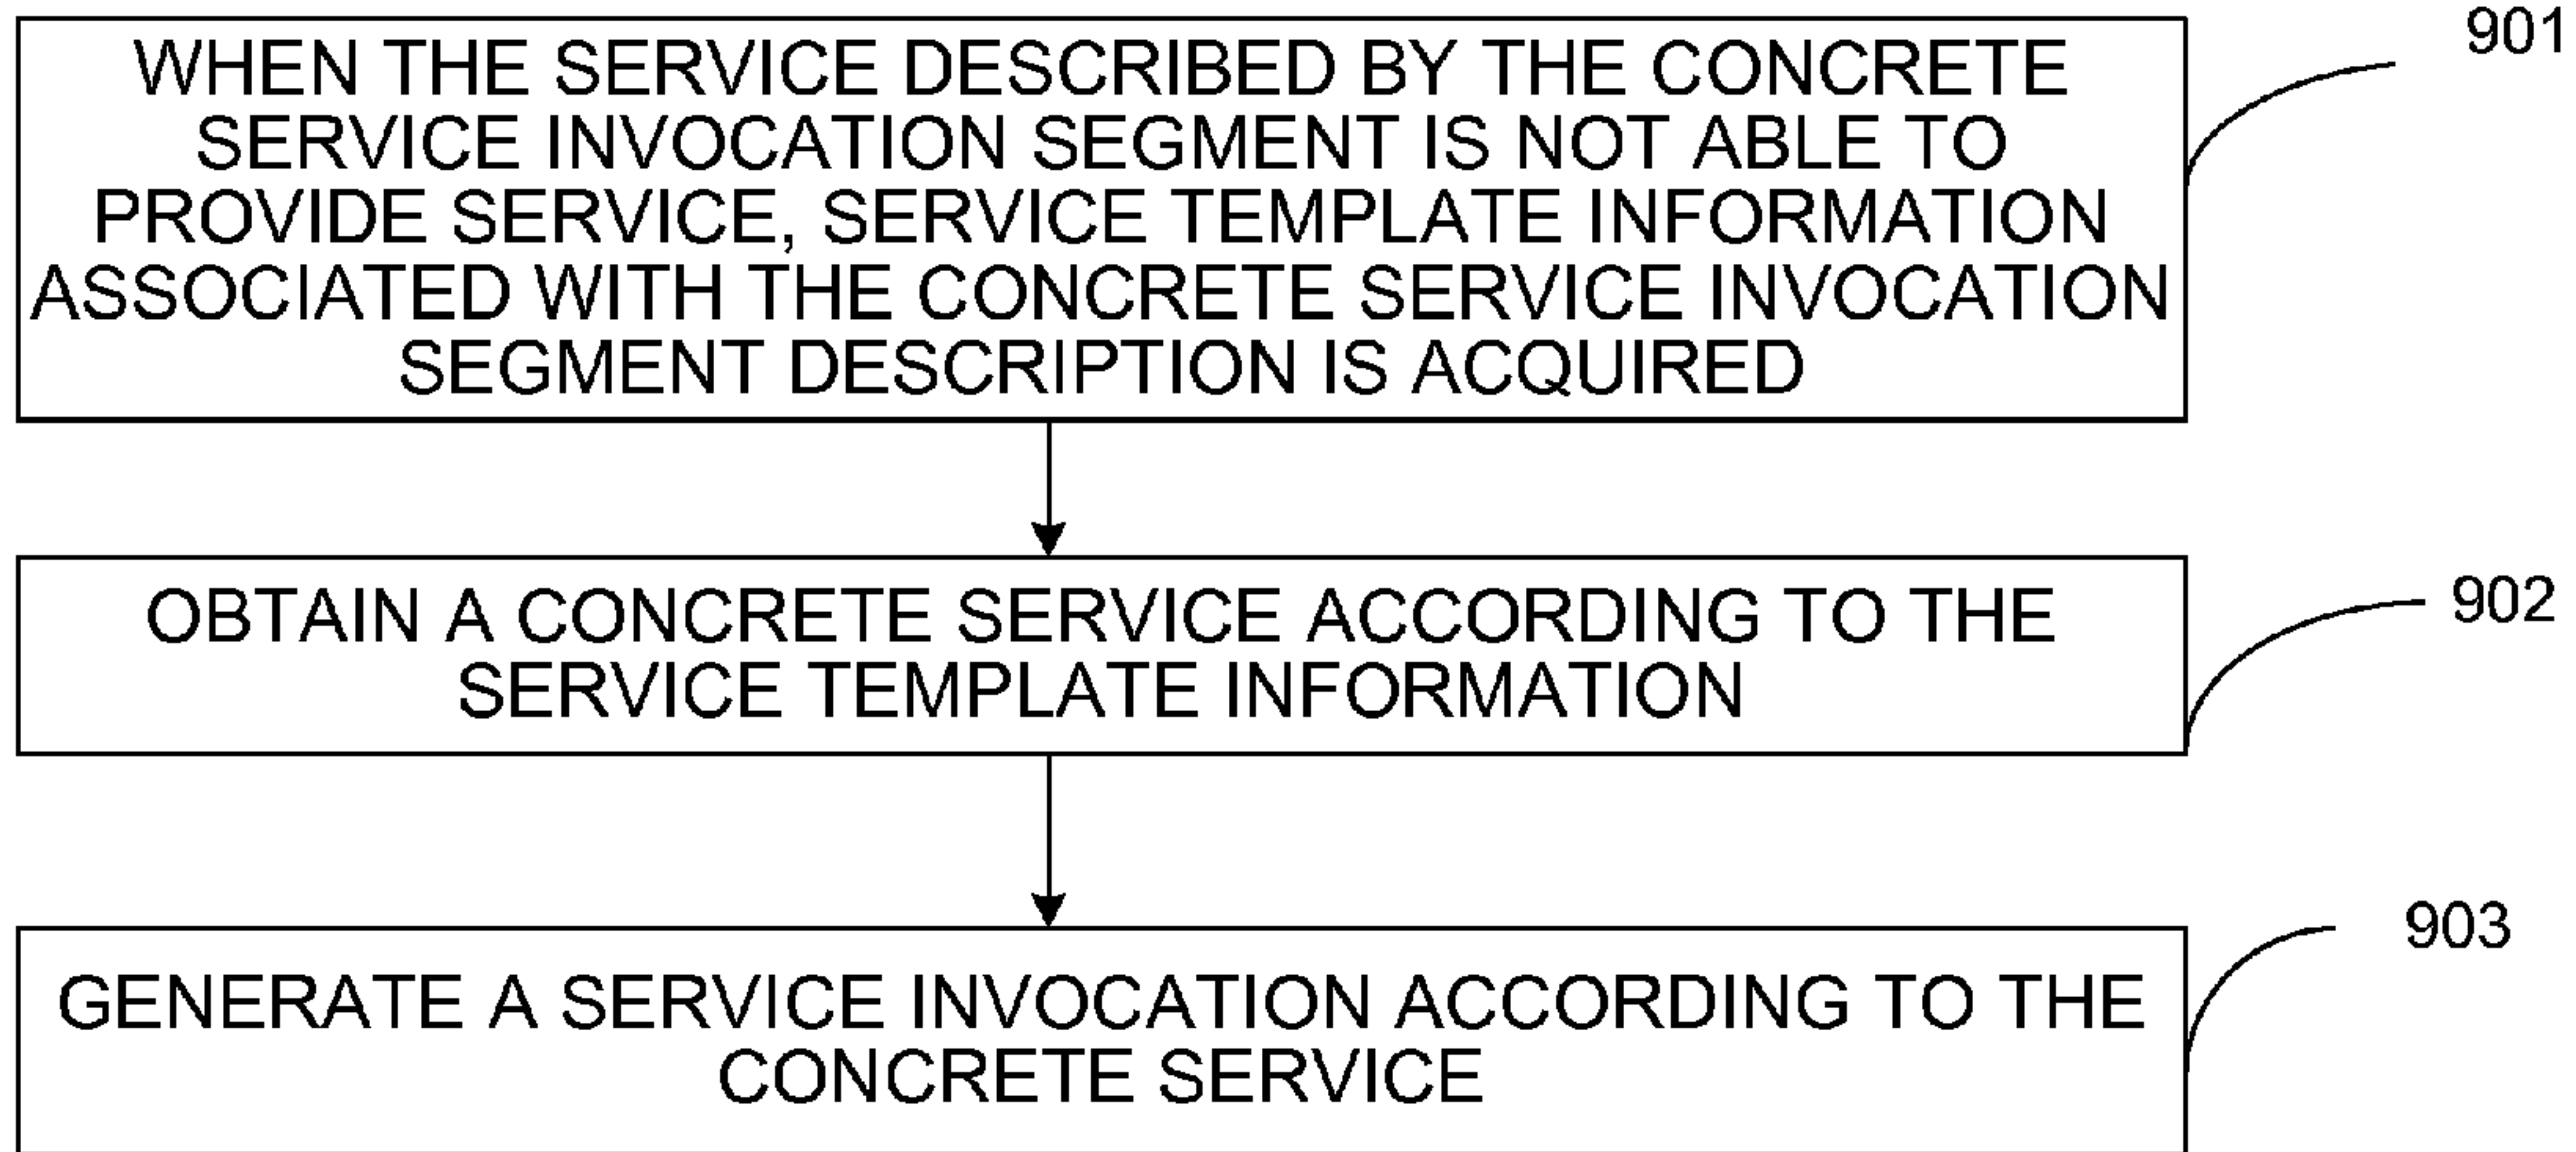 WHEN THE SERVICE DESCRIBED BY THE CONCRETE
SERVICE INVOCATION SEGMENT IS NOT ABLE TO
PROVIDE SERVICE, SERVICE TEMPLATE INFORMATION
ASSOCIATED WITH THE CONCRETE SERVICE INVOCATION
SEGMENT DESCRIPTION IS ACQUIRED
901
OBTAIN A CONCRETE SERVICE ACCORDING TO THE
SERVICE TEMPLATE INFORMATION
902
GENERATE A SERVICE INVOCATION ACCORDING TO THE
CONCRETE SERVICE
903